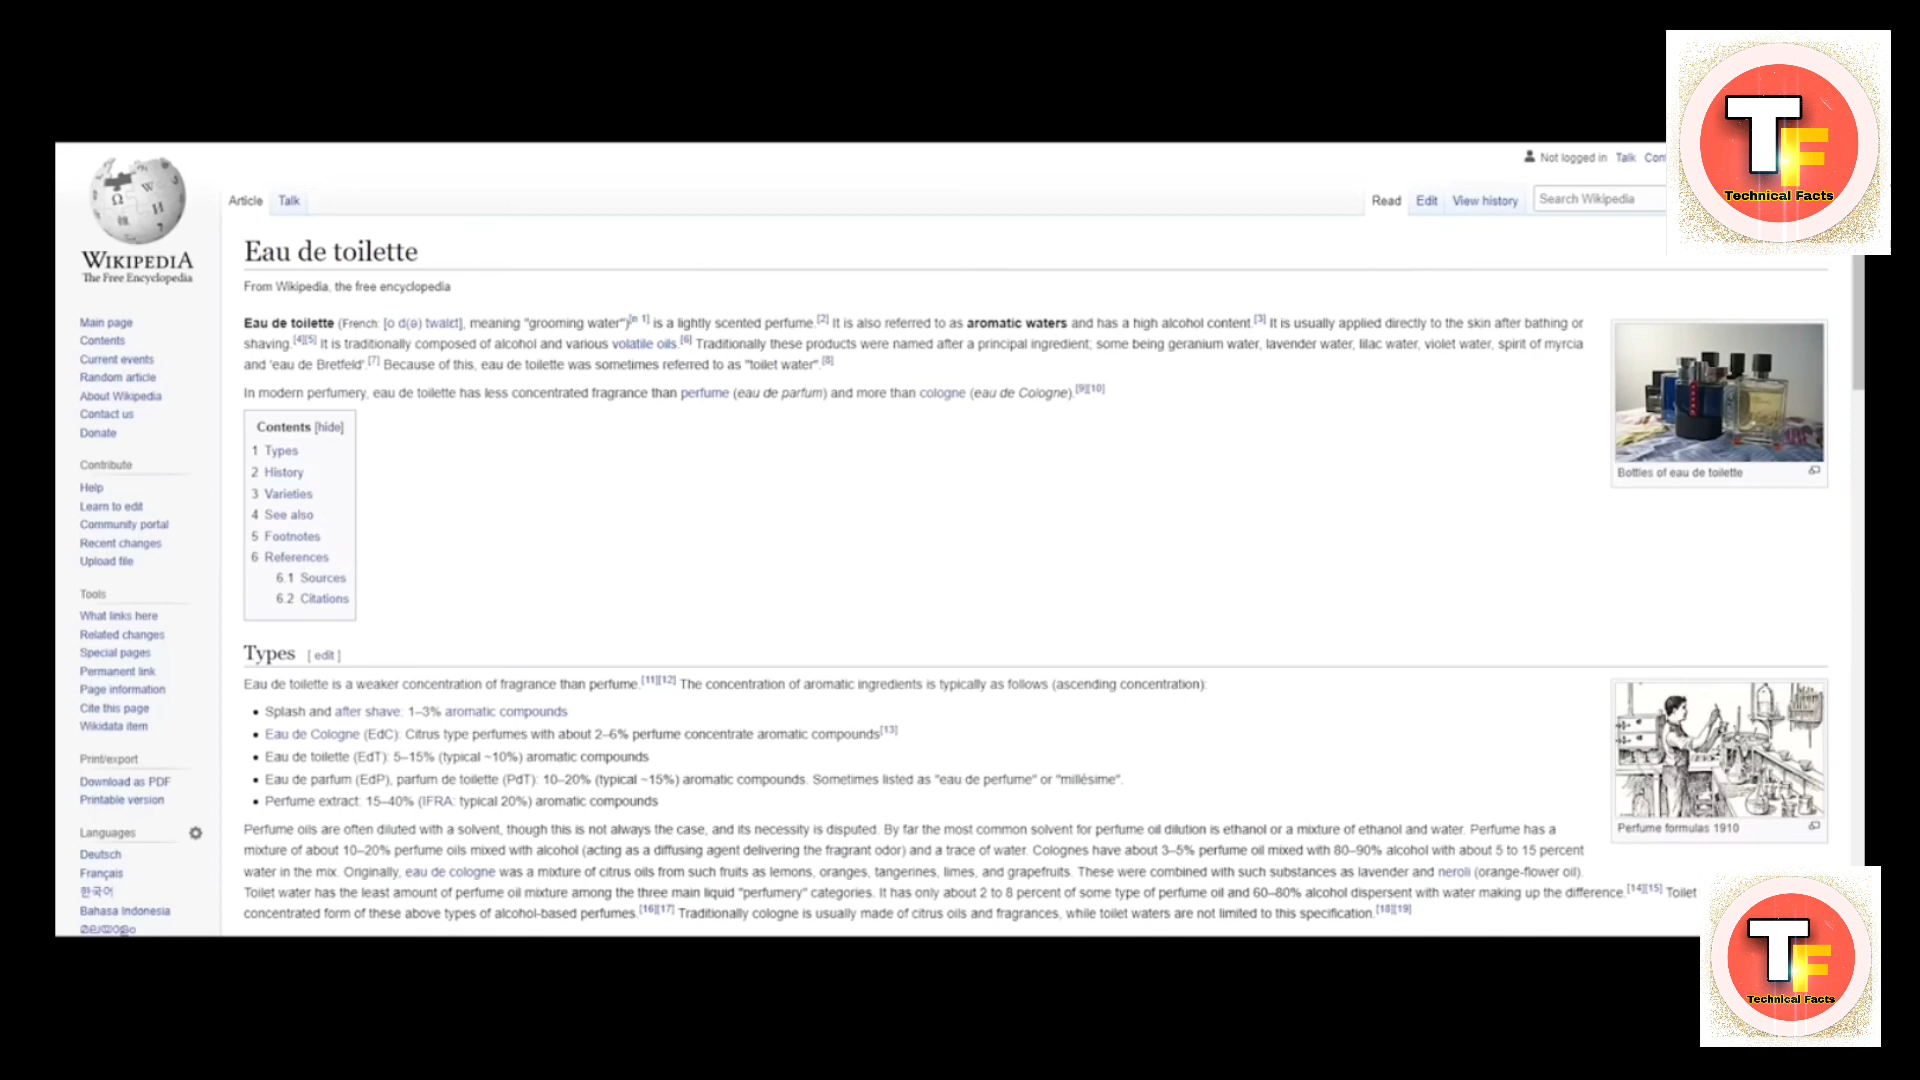 Not logged in Talk
Article Talk
Read Edit View history Search Wikipedia
TF
Technical Facts
WIKIPEDIA
The Free Encyclopedia
Main page
Contents
Current events
Random article
About Wikipedia
Contact us
Donate
Contribute
Help
Learn to edit
Community portal
Recent changes
Upload file
Tools
What links here
Related changes
Special pages
Permanent link
Page information
Cite this page
Wikidata item
Print/export
Download as PDF
Printable version
Languages
Deutsch
Français
한국어
Bahasa Indonesia
മലയാളം
Eau de toilette
From Wikipedia, the free encyclopedia
Eau de toilette (French: [o d(ə) twalɛt], meaning "grooming water")[n 1] is a lightly scented perfume.[2] It is also referred to as aromatic waters and has a high alcohol content.[3] It is usually applied directly to the skin after bathing or
shaving.[4][5] It is traditionally composed of alcohol and various volatile oils.[6] Traditionally these products were named after a principal ingredient; some being geranium water, lavender water, lilac water, violet water, spirit of myrcia
and 'eau de Bretfeld'.[7] Because of this, eau de toilette was sometimes referred to as "toilet water".[8]
In modern perfumery, eau de toilette has less concentrated fragrance than perfume (eau de parfum) and more than cologne (eau de Cologne).[9][10]
Bottles of eau de toilette
Contents [hide]
1 Types
2 History
3 Varieties
4 See also
5 Footnotes
6 References
6.1 Sources
6.2 Citations
Types [ edit ]
Eau de toilette is a weaker concentration of fragrance than perfume.[11][12] The concentration of aromatic ingredients is typically as follows (ascending concentration):
• Splash and after shave: 1–3% aromatic compounds
• Eau de Cologne (EdC): Citrus type perfumes with about 2–6% perfume concentrate aromatic compounds[13]
• Eau de toilette (EdT): 5–15% (typical ~10%) aromatic compounds
• Eau de parfum (EdP), parfum de toilette (PdT): 10–20% (typical ~15%) aromatic compounds. Sometimes listed as "eau de perfume" or "millésime".
• Perfume extract: 15–40% (IFRA: typical 20%) aromatic compounds
Perfume formulas 1910
Perfume oils are often diluted with a solvent, though this is not always the case, and its necessity is disputed. By far the most common solvent for perfume oil dilution is ethanol or a mixture of ethanol and water. Perfume has a
mixture of about 10–20% perfume oils mixed with alcohol (acting as a diffusing agent delivering the fragrant odor) and a trace of water. Colognes have about 3–5% perfume oil mixed with 80–90% alcohol with about 5 to 15 percent
water in the mix. Originally, eau de cologne was a mixture of citrus oils from such fruits as lemons, oranges, tangerines, limes, and grapefruits. These were combined with such substances as lavender and neroli (orange-flower oil).
Toilet water has the least amount of perfume oil mixture among the three main liquid "perfumery" categories. It has only about 2 to 8 percent of some type of perfume oil and 60–80% alcohol dispersent with water making up the difference.[14][15] Toilet
concentrated form of these above types of alcohol-based perfumes.[16][17] Traditionally cologne is usually made of citrus oils and fragrances, while toilet waters are not limited to this specification.[18][19]
TF
Technical Facts